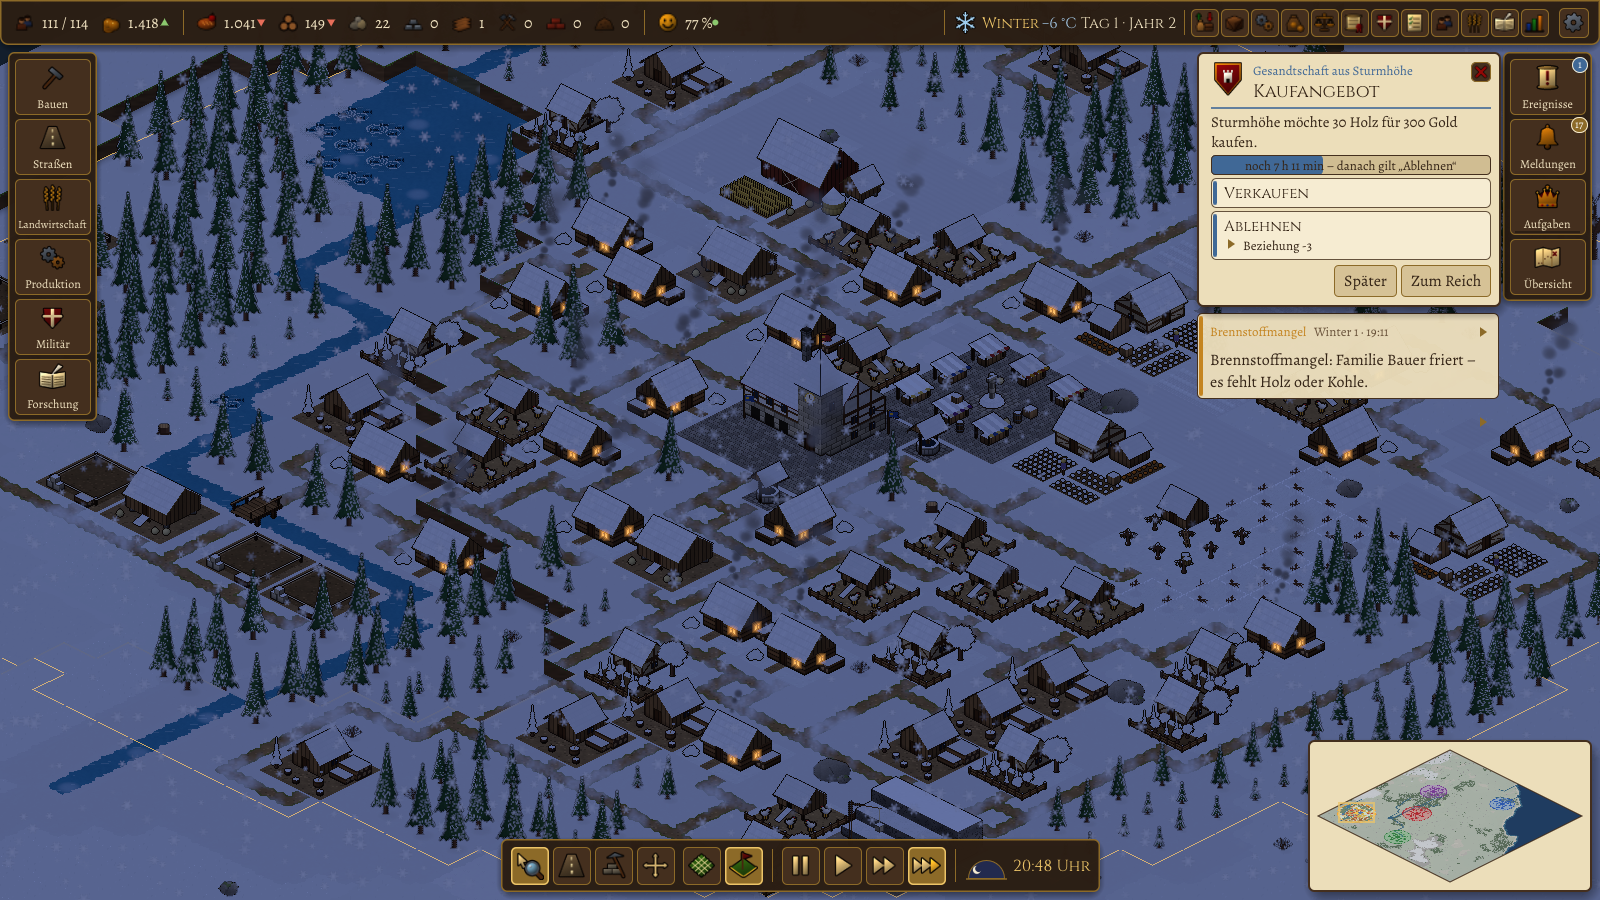 111 / 114
1.418
1.041
149
22
0
1
0
0
0
77 %
Winter -6 °C Tag 1 · Jahr 2
Bauen
Straßen
Landwirtschaft
Produktion
Militär
Forschung
Gesandtschaft aus Sturmhöhe
Kaufangebot
Sturmhöhe möchte 30 Holz für 300 Gold
kaufen.
noch 7 h 11 min – danach gilt „Ablehnen“
Verkaufen
Ablehnen
Beziehung -3
Später
Zum Reich
Brennstoffmangel Winter 1 · 19:11
Brennstoffmangel: Familie Bauer friert –
es fehlt Holz oder Kohle.
1
Ereignisse
17
Meldungen
Aufgaben
Übersicht
20:48 Uhr